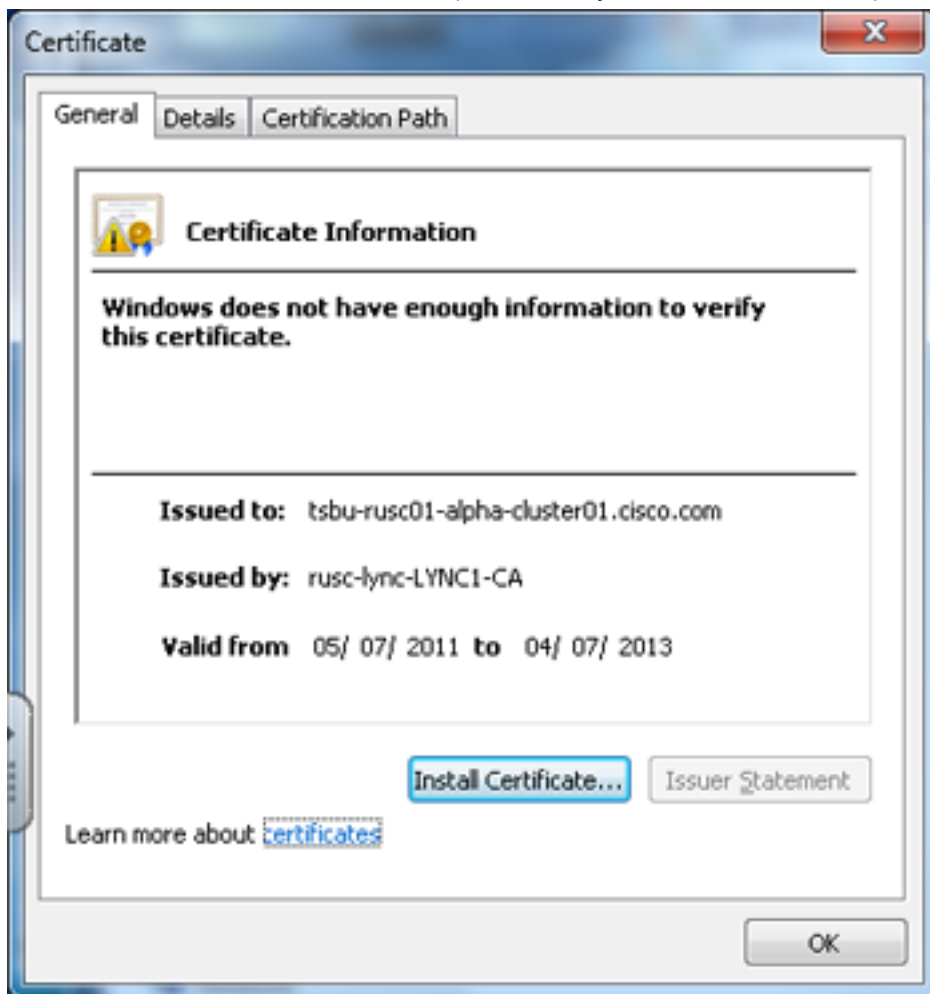 Certificate
General Details Certification Path
Certificate Information
Windows does not have enough information to verify
this certificate.
Issued to: tsbu-rusc01-alpha-cluster01.cisco.com
Issued by: rusc-lync-LYNC1-CA
Valid from 05/ 07/ 2011 to 04/ 07/ 2013
Install Certificate... Issuer Statement
Learn more about certificates
OK